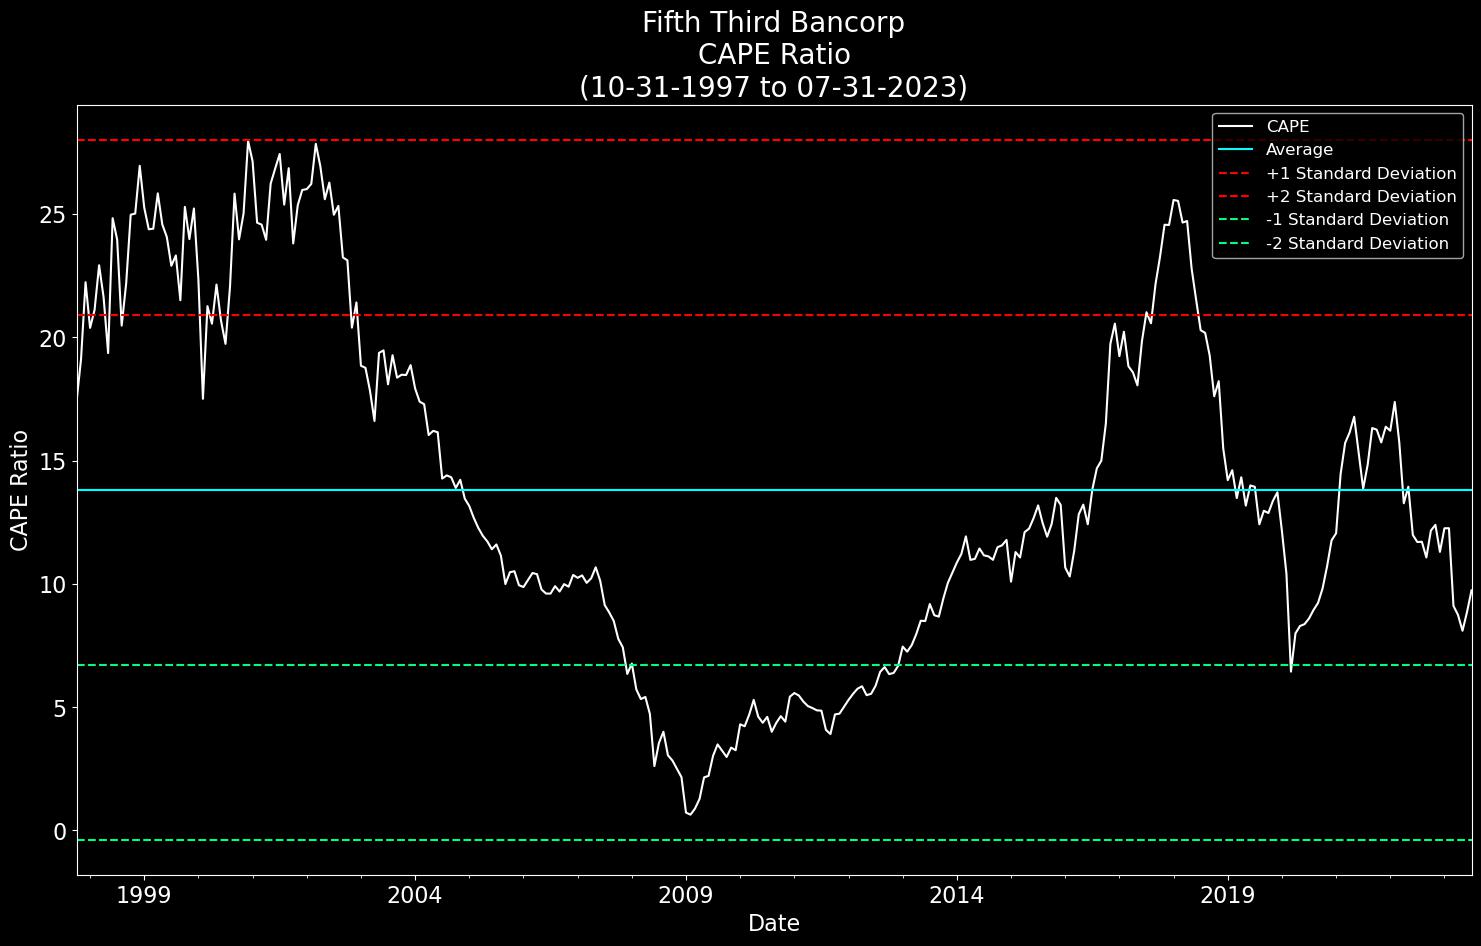 Fifth Third Bancorp
CAPE Ratio
(10-31-1997 to 07-31-2023)
CAPE
Average
+1 Standard Deviation
+2 Standard Deviation
-1 Standard Deviation
-2 Standard Deviation
CAPE Ratio
25
20
15
10
5
0
1999 2004 2009 2014 2019
Date